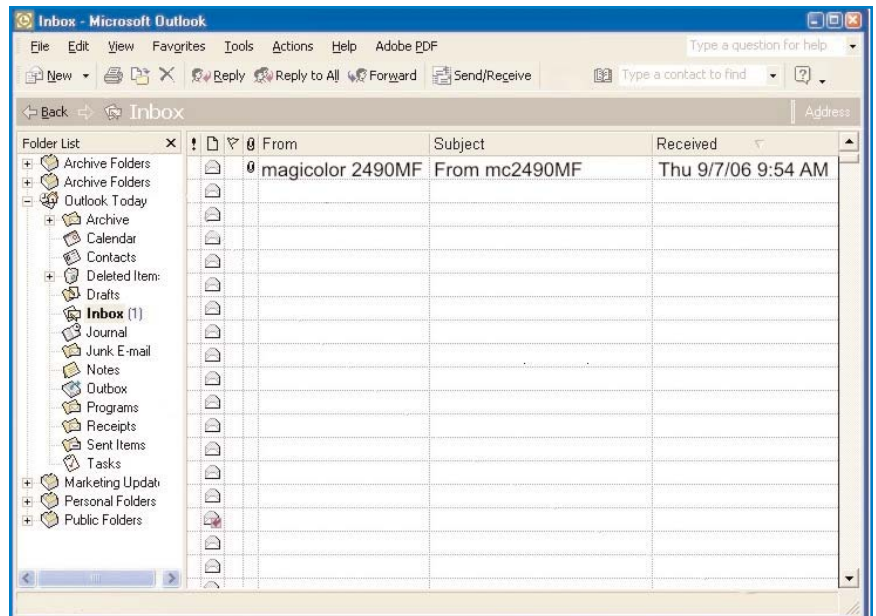 Inbox - Microsoft Outlook
File Edit View Favorites Tools Actions Help Adobe PDF Type a question for help
New Reply Reply to All Forward Send/Receive Type a contact to find
Back Inbox Address
Folder List ! From Subject Received
Archive Folders magicolor 2490MF From mc2490MF Thu 9/7/06 9:54 AM
Archive Folders
Outlook Today
Archive
Calendar
Contacts
Deleted Item:
Drafts
Inbox (1)
Journal
Junk E-mail
Notes
Outbox
Programs
Receipts
Sent Items
Tasks
Marketing Updat
Personal Folders
Public Folders